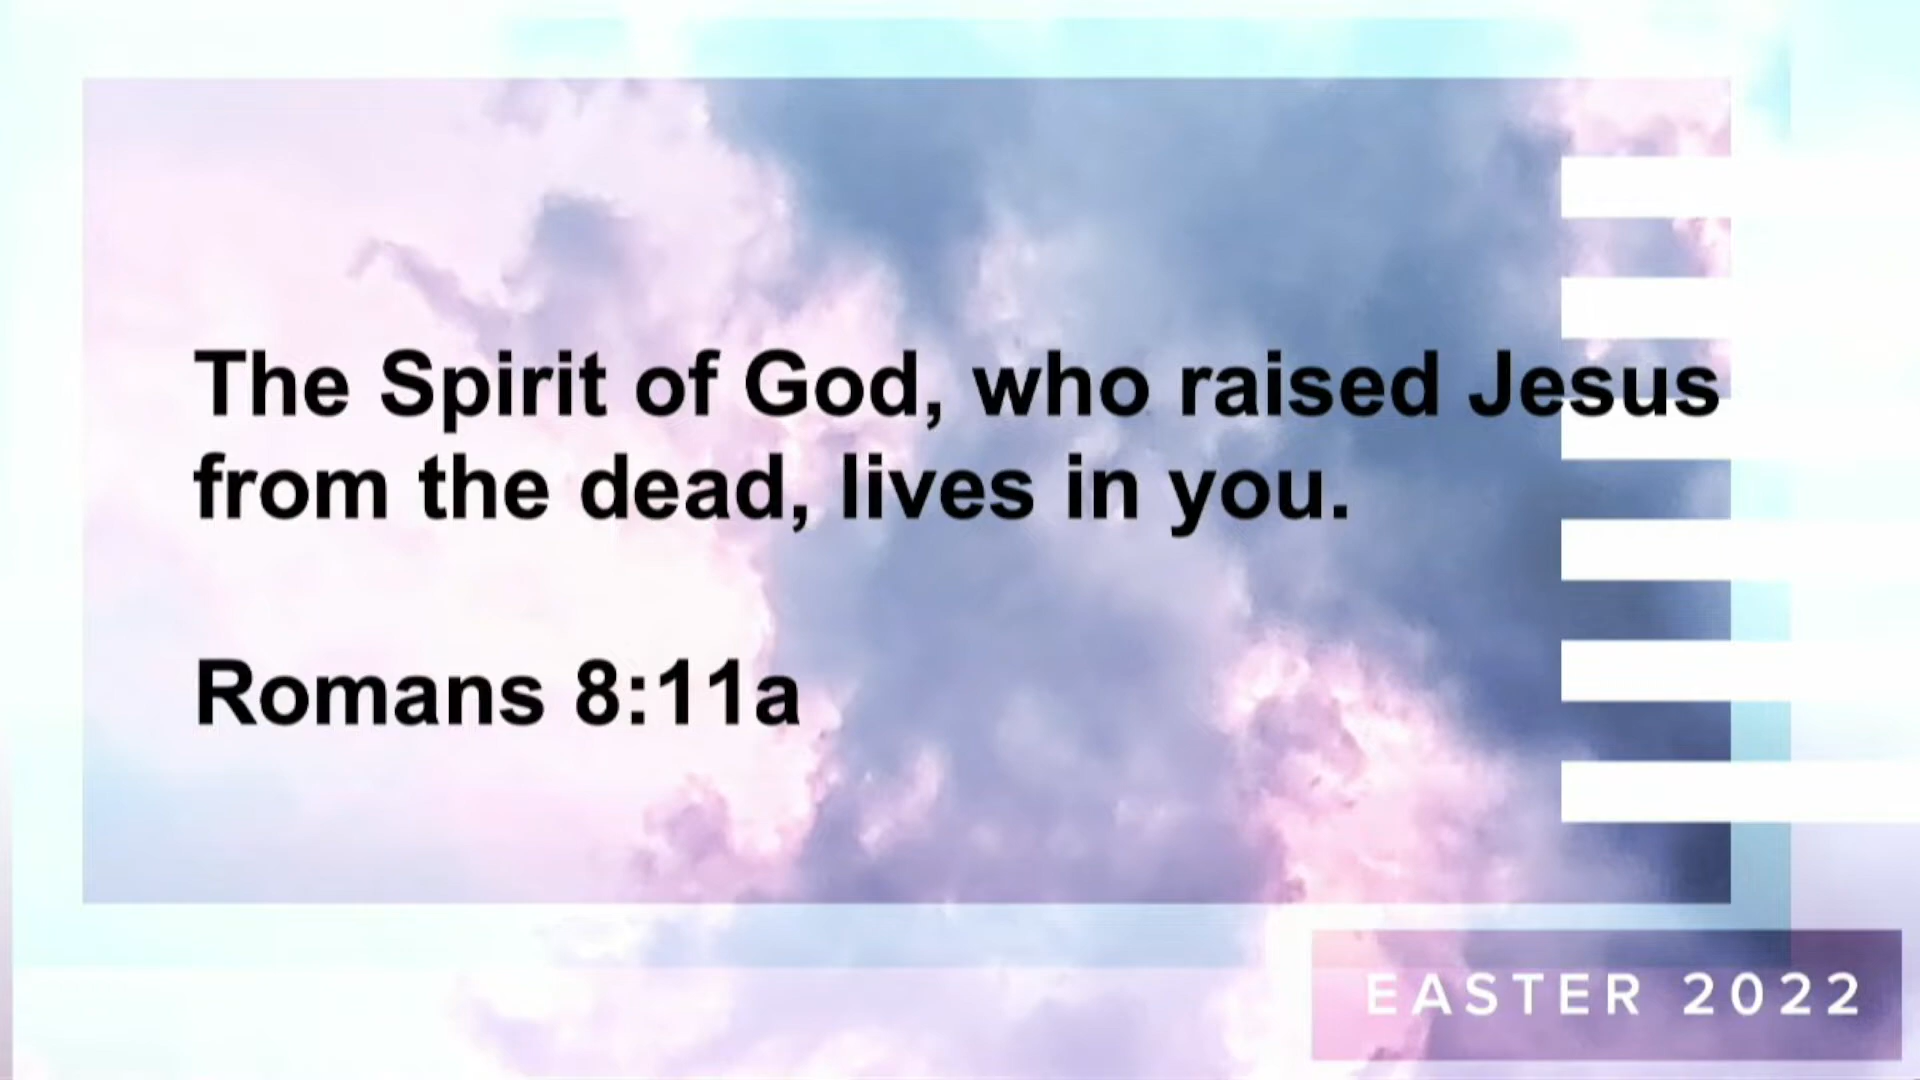 The Spirit of God, who raised Jesus
from the dead, lives in you.
Romans 8:11a
EASTER 2022